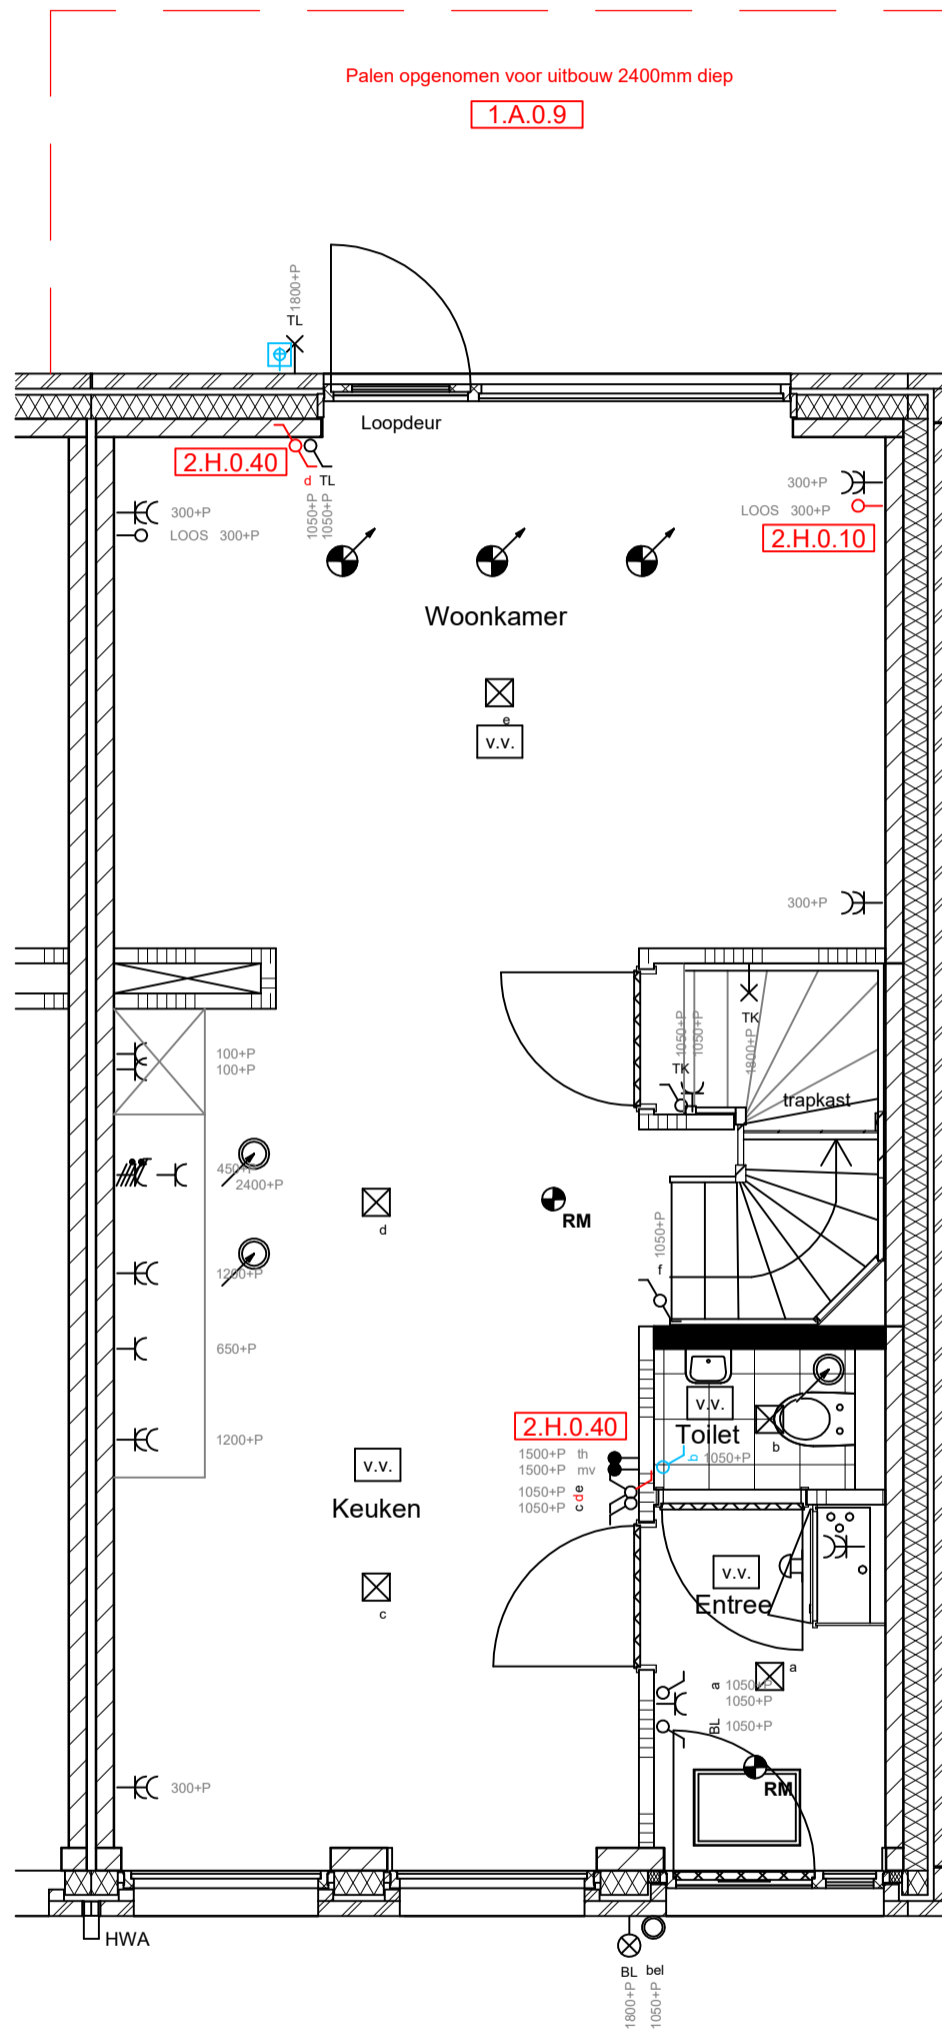 Palen opgenomen voor uitbouw 2400mm diep
1.A.0.9
1800+P
TL
Loopdeur
2.H.0.40
d TL
1050+P
1050+P
300+P
LOOS 300+P
300+P
LOOS 300+P
2.H.0.10
Woonkamer
e
v.v.
300+P
TK
1800+P
1050+P
1050+P
TK
trapkast
100+P
100+P
450+P
2400+P
d
RM
1050+P
f
1200+P
650+P
1200+P
v.v.
Keuken
2.H.0.40
1500+P th
1500+P mv
1050+P
1050+P
c d e
v.v.
Toilet
b
b 1050+P
v.v.
Entree
c
a
a 1050+P
1050+P
BL 1050+P
RM
300+P
HWA
BL bel
1800+P
1050+P